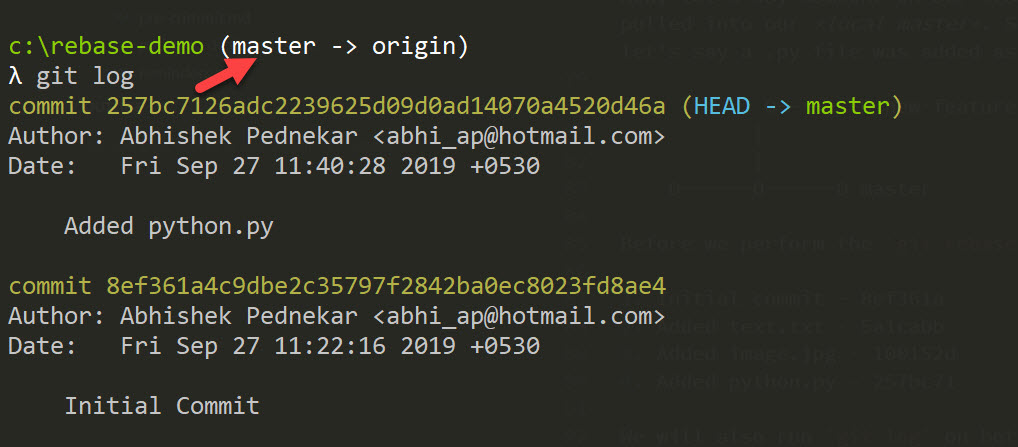 c:\rebase-demo (master -> origin)
λ git log
commit 257bc7126adc2239625d09d0ad14070a4520d46a (HEAD -> master)
Author: Abhishek Pednekar <abhi_ap@hotmail.com>
Date:   Fri Sep 27 11:40:28 2019 +0530
Added python.py
commit 8ef361a4c9dbe2c35797f2842ba0ec8023fd8ae4
Author: Abhishek Pednekar <abhi_ap@hotmail.com>
Date:   Fri Sep 27 11:22:16 2019 +0530
Initial Commit